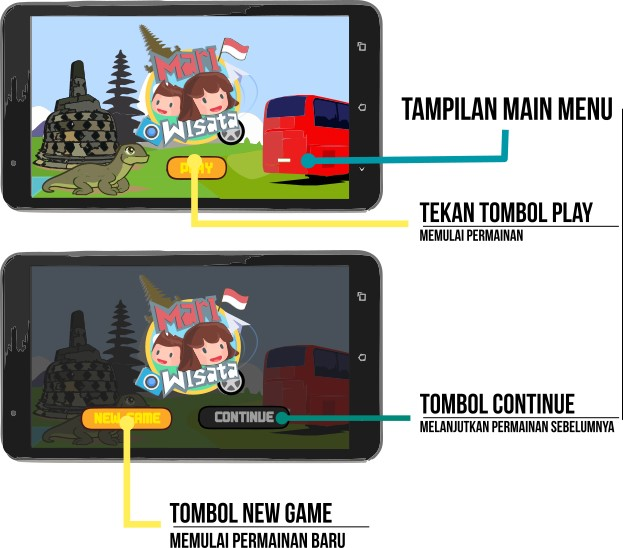 Mari
Wisata
PLAY
TAMPILAN MAIN MENU
TEKAN TOMBOL PLAY
MEMULAI PERMAINAN
Mari
Wisata
NEW GAME
CONTINUE
TOMBOL CONTINUE
MELANJUTKAN PERMAINAN SEBELUMNYA
TOMBOL NEW GAME
MEMULAI PERMAINAN BARU